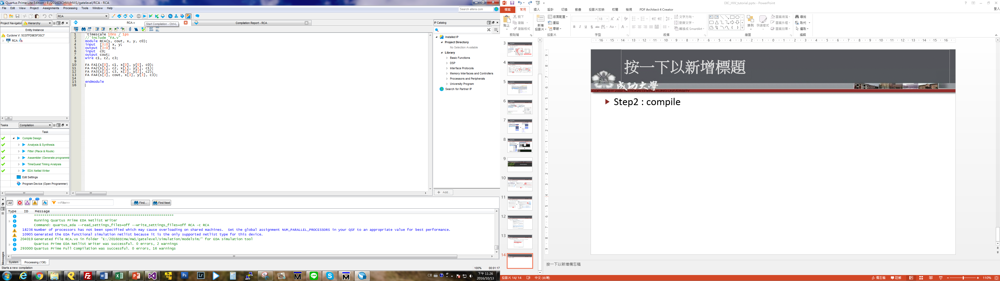 Quartus Prime Lite Edition - E:/2016DICHW/HW1/gatelevel/RCA - RCA
File Edit View Project Assignments Processing Tools Window Help
Search altera.com
RCA
Project Navigator Hierarchy
Entity:Instance
Cyclone V: 5CGTFD9E5F35C7
RCA
RCA.v
Start Compilation - Ctrl+L
Compilation Report - RCA
1 `timescale 10ns / 1ps
2 //`include "FA.v"
3 module RCA(s, cout, x, y, c0);
4 input [3:0] x, y;
5 output [3:0] s;
6 input c0;
7 output cout;
8 wire c1, c2, c3;
9
10 FA FA1(s[0], c1, x[0], y[0], c0);
11 FA FA2(s[1], c2, x[1], y[1], c1);
12 FA FA3(s[2], c3, x[2], y[2], c2);
13 FA FA4(s[3], cout, x[3], y[3], c3);
14
15 endmodule
16
IP Catalog
Installed IP
Project Directory
No Selection Available
Library
Basic Functions
DSP
Interface Protocols
Memory Interfaces and Controllers
Processors and Peripherals
University Program
Search for Partner IP
+ Add...
Tasks Compilation
Task
Compile Design
Analysis & Synthesis
Fitter (Place & Route)
Assembler (Generate programmin
TimeQuest Timing Analysis
EDA Netlist Writer
Edit Settings
Program Device (Open Programmer)
All <<Filter>> Find... Find Next
Type ID Message
Running Quartus Prime EDA Netlist Writer
Command: quartus_eda --read_settings_files=off --write_settings_files=off RCA -c RCA
18236 Number of processors has not been specified which may cause overloading on shared machines. Set the global assignment NUM_PARALLEL_PROCESSORS in your QSF to an appropriate value for best performance.
10905 Generated the EDA functional simulation netlist because it is the only supported netlist type for this device.
204019 Generated file RCA.vo in folder "E:/2016DICHW/HW1/gatelevel/simulation/modelsim/" for EDA simulation tool
Quartus Prime EDA Netlist Writer was successful. 0 errors, 2 warnings
293000 Quartus Prime Full Compilation was successful. 0 errors, 16 warnings
Messages
System Processing (136)
Starts a new compilation
100% 00:01:17
CH
下午 11:26
2016/10/13
DIC_HW_tutorial.pptx - PowerPoint
檔案 常用 插入 設計 切換 動畫 投影片放映 校閱 檢視 PDF Architect 4 Creator
登入
貼上 剪下 複製 複製格式
剪貼簿
新增投影片 版面配置 重設 章節
投影片
18
字型
文字方向 對齊文字 轉換成 SmartArt
段落
排列 快速樣式 圖案填滿 圖案外框 圖案效果
繪圖
尋找 取代 選取
編輯
3
4
5
6
7
8
9
10
11
12
13
14
按一下以新增標題
成功大學
COPYRIGHT 2002 NATIONAL CHENG KUNG UNIVERSITY
Step2 : compile
按一下以新增備忘稿
投影片 14/ 14 中文 (台灣)
備忘稿 註解 110%